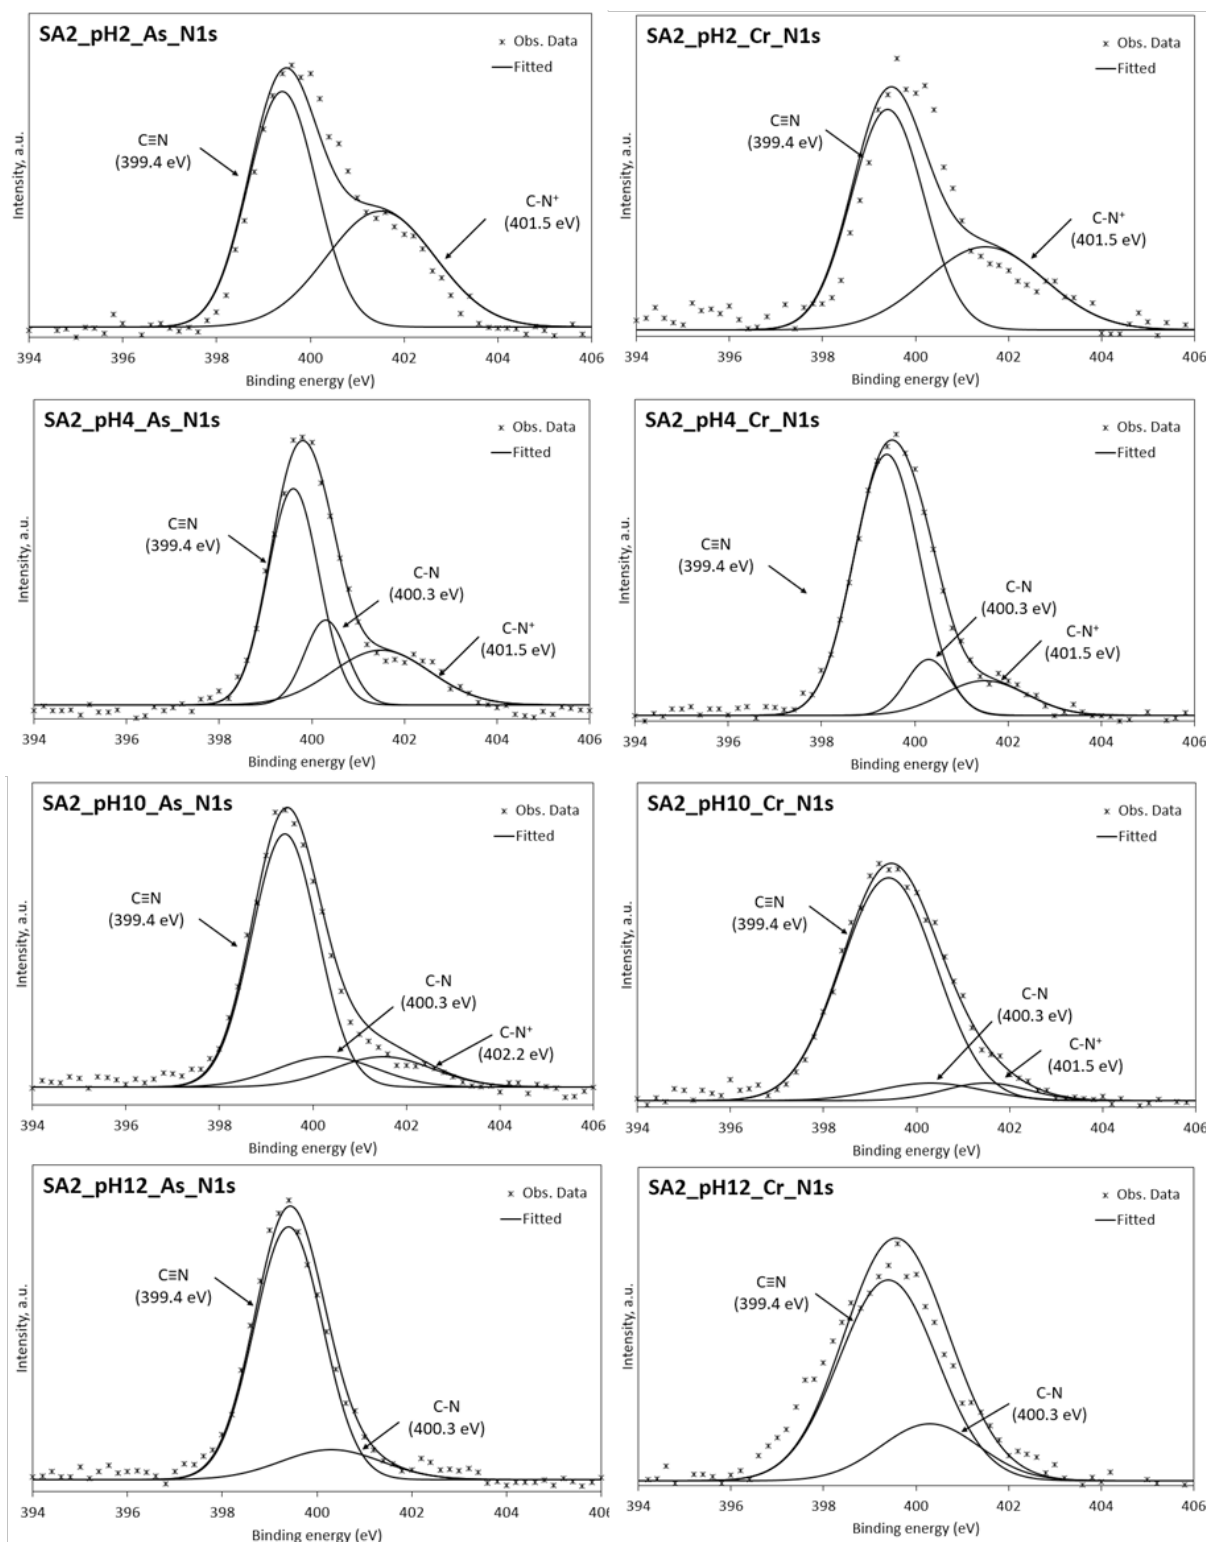 SA2_pH2_As_N1s
× Obs. Data
Fitted
C≡N
(399.4 eV)
C-N⁺
(401.5 eV)
Intensity, a.u.
394 396 398 400 402 404 406
Binding energy (eV)
SA2_pH2_Cr_N1s
× Obs. Data
Fitted
C≡N
(399.4 eV)
C-N⁺
(401.5 eV)
Intensity, a.u.
394 396 398 400 402 404 406
Binding energy (eV)
SA2_pH4_As_N1s
× Obs. Data
Fitted
C≡N
(399.4 eV)
C-N
(400.3 eV)
C-N⁺
(401.5 eV)
Intensity, a.u.
394 396 398 400 402 404 406
Binding energy (eV)
SA2_pH4_Cr_N1s
× Obs. Data
Fitted
C≡N
(399.4 eV)
C-N
(400.3 eV)
C-N⁺
(401.5 eV)
Intensity, a.u.
394 396 398 400 402 404 406
Binding energy (eV)
SA2_pH10_As_N1s
× Obs. Data
Fitted
C≡N
(399.4 eV)
C-N
(400.3 eV)
C-N⁺
(402.2 eV)
Intensity, a.u.
394 396 398 400 402 404 406
Binding energy (eV)
SA2_pH10_Cr_N1s
× Obs. Data
Fitted
C≡N
(399.4 eV)
C-N
(400.3 eV)
C-N⁺
(401.5 eV)
Intensity, a.u.
394 396 398 400 402 404 406
Binding energy (eV)
SA2_pH12_As_N1s
× Obs. Data
Fitted
C≡N
(399.4 eV)
C-N
(400.3 eV)
Intensity, a.u.
394 396 398 400 402 404 406
Binding energy (eV)
SA2_pH12_Cr_N1s
× Obs. Data
Fitted
C≡N
(399.4 eV)
C-N
(400.3 eV)
Intensity, a.u.
394 396 398 400 402 404 406
Binding energy (eV)